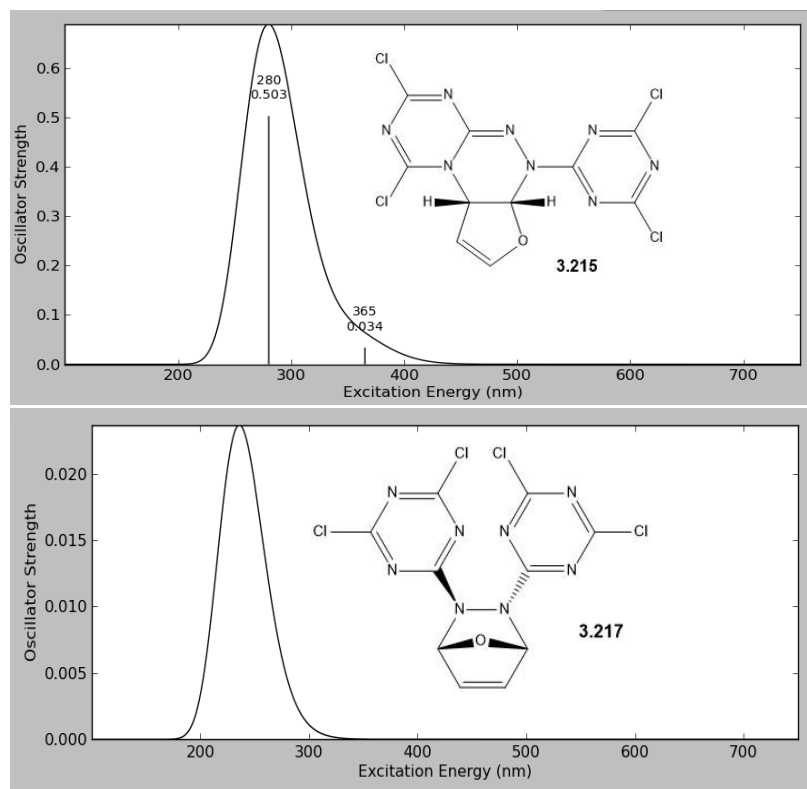 0.6
0.5
0.4
0.3
0.2
0.1
0.0
Oscillator Strength
280
0.503
365
0.034
200 300 400 500 600 700
Excitation Energy (nm)
Cl
N
Cl
N
N
N
N
N
N
N
N
Cl
H
H
N
Cl
O
3.215
0.020
0.015
0.010
0.005
0.000
Oscillator Strength
200 300 400 500 600 700
Excitation Energy (nm)
Cl Cl
N N
Cl N N Cl
N N
N N
O
3.217